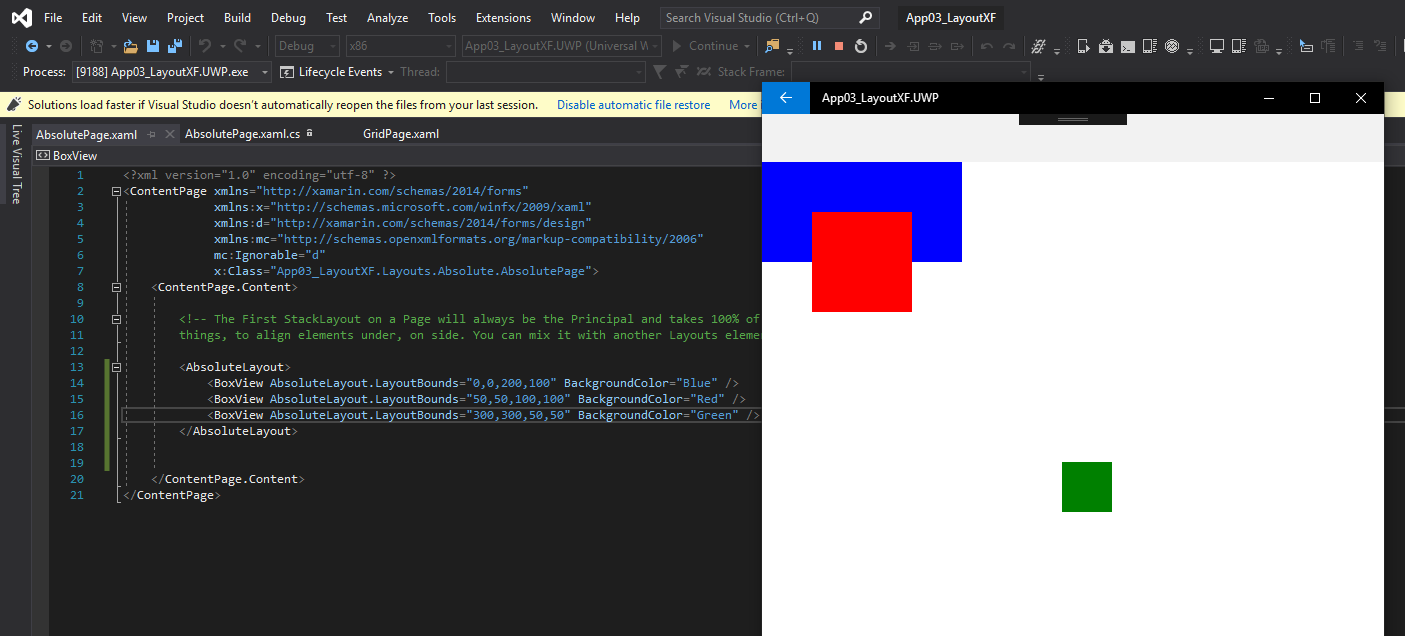 File Edit View Project Build Debug Test Analyze Tools Extensions Window Help Search Visual Studio (Ctrl+Q) App03_LayoutXF
Debug x86 App03_LayoutXF.UWP (Universal W Continue
Process: [9188] App03_LayoutXF.UWP.exe Lifecycle Events Thread: Stack Frame:
Solutions load faster if Visual Studio doesn't automatically reopen the files from your last session. Disable automatic file restore More
App03_LayoutXF.UWP
Live Visual Tree
AbsolutePage.xaml AbsolutePage.xaml.cs GridPage.xaml
BoxView
1 <?xml version="1.0" encoding="utf-8" ?>
2 <ContentPage xmlns="http://xamarin.com/schemas/2014/forms"
3 xmlns:x="http://schemas.microsoft.com/winfx/2009/xaml"
4 xmlns:d="http://xamarin.com/schemas/2014/forms/design"
5 xmlns:mc="http://schemas.openxmlformats.org/markup-compatibility/2006"
6 mc:Ignorable="d"
7 x:Class="App03_LayoutXF.Layouts.Absolute.AbsolutePage">
8 <ContentPage.Content>
9
10 <!-- The First StackLayout on a Page will always be the Principal and takes 100% of
11 things, to align elements under, on side. You can mix it with another Layouts eleme
12
13 <AbsoluteLayout>
14 <BoxView AbsoluteLayout.LayoutBounds="0,0,200,100" BackgroundColor="Blue" />
15 <BoxView AbsoluteLayout.LayoutBounds="50,50,100,100" BackgroundColor="Red" />
16 <BoxView AbsoluteLayout.LayoutBounds="300,300,50,50" BackgroundColor="Green" />
17 </AbsoluteLayout>
18
19
20 </ContentPage.Content>
21 </ContentPage>